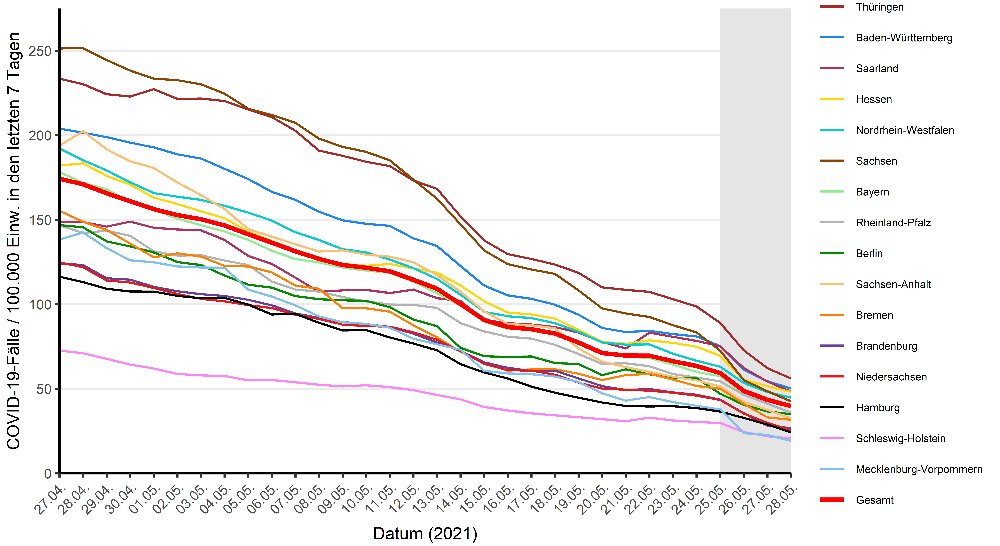 COVID-19-Fälle / 100.000 Einw. in den letzten 7 Tagen
250
200
150
100
50
0
27.04.
28.04.
29.04.
30.04.
01.05.
02.05.
03.05.
04.05.
05.05.
06.05.
07.05.
08.05.
09.05.
10.05.
11.05.
12.05.
13.05.
14.05.
15.05.
16.05.
17.05.
18.05.
19.05.
20.05.
21.05.
22.05.
23.05.
24.05.
25.05.
26.05.
27.05.
28.05.
Datum (2021)
Thüringen
Baden-Württemberg
Saarland
Hessen
Nordrhein-Westfalen
Sachsen
Bayern
Rheinland-Pfalz
Berlin
Sachsen-Anhalt
Bremen
Brandenburg
Niedersachsen
Hamburg
Schleswig-Holstein
Mecklenburg-Vorpommern
Gesamt